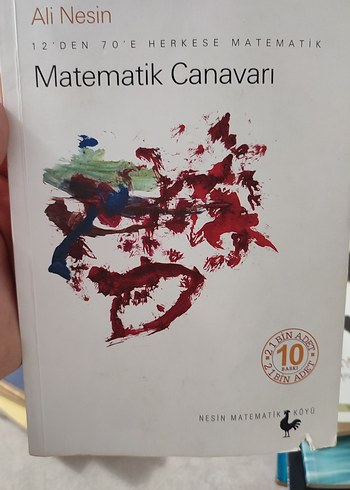 Ali Nesin
12'DEN 70'E HERKESE MATEMATİK
Matematik Canavarı
21 BİN ADET
10
BASKI
21 BİN ADET
NESİN MATEMATİK KÖYÜ